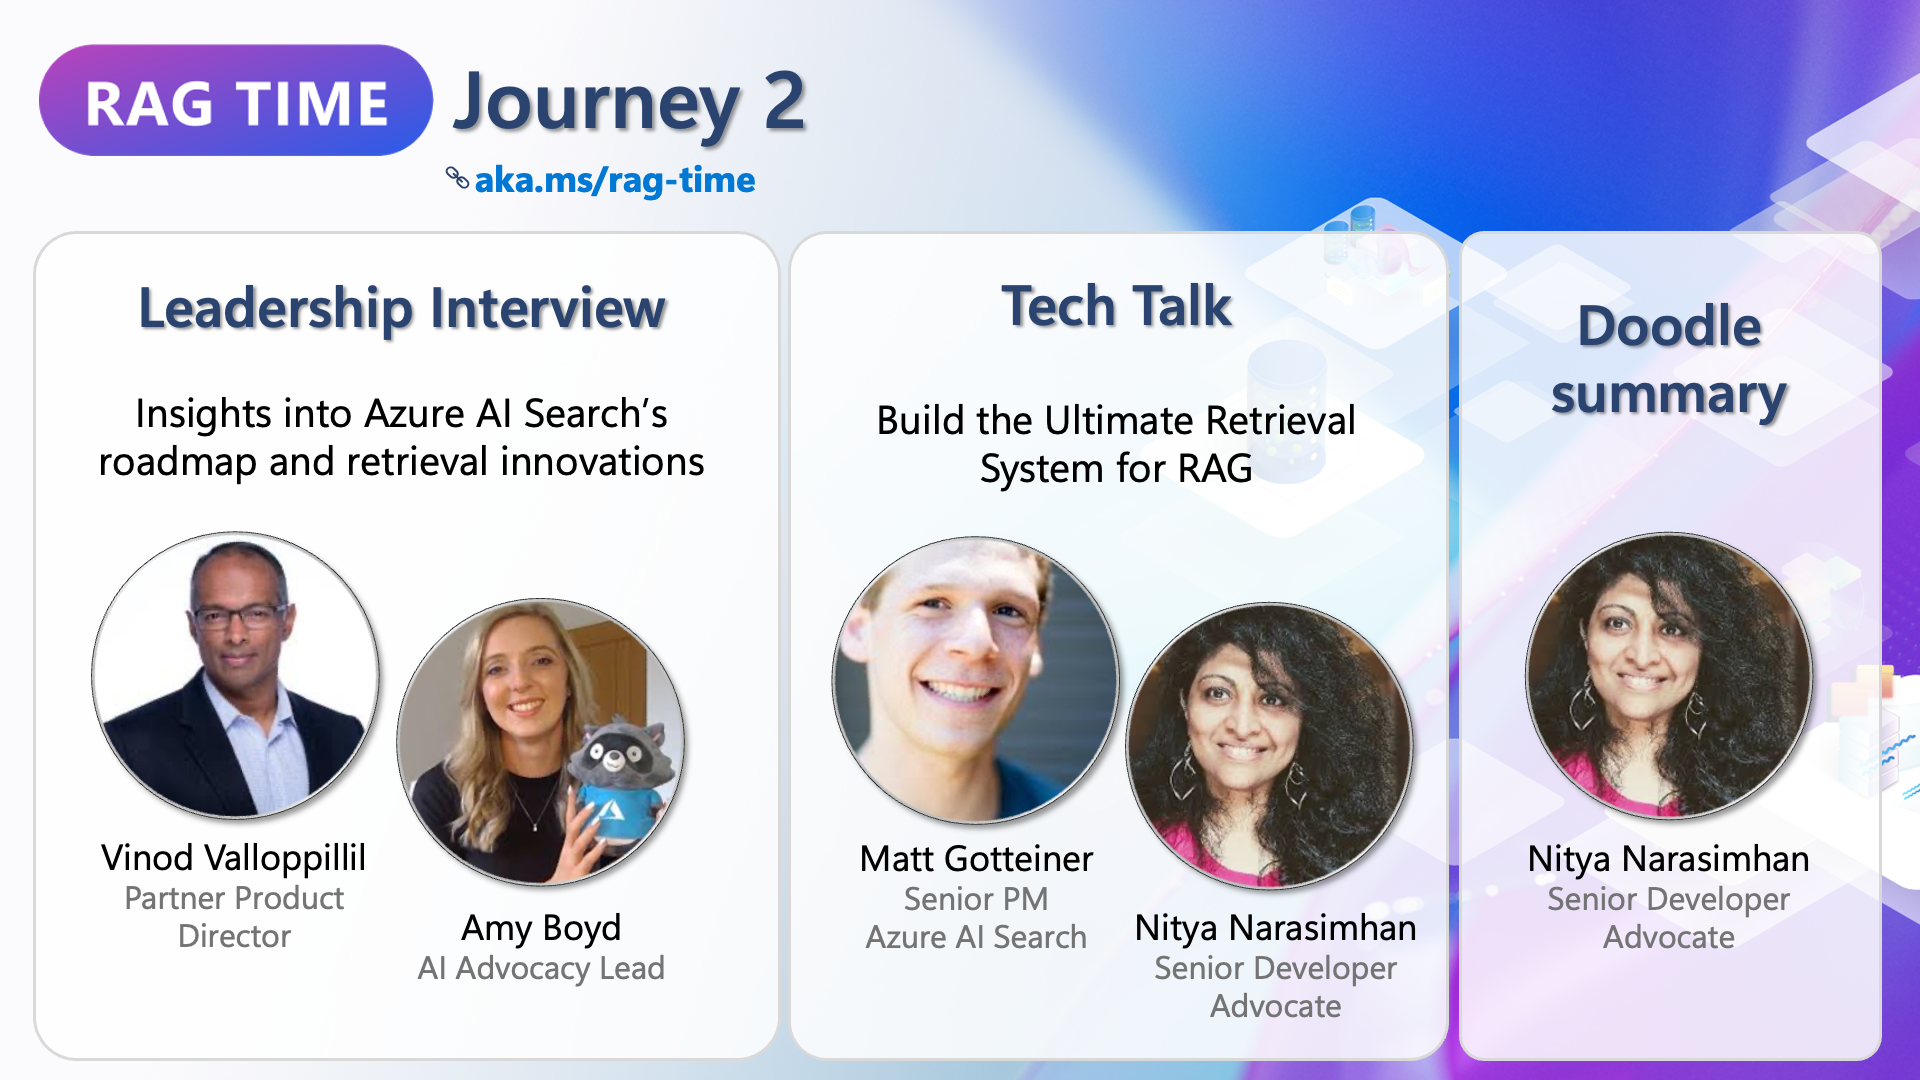 RAG TIME
Journey 2
aka.ms/rag-time
Leadership Interview
Insights into Azure AI Search’s
roadmap and retrieval innovations
Vinod Valloppillil
Partner Product
Director
Amy Boyd
AI Advocacy Lead
Tech Talk
Build the Ultimate Retrieval
System for RAG
Matt Gotteiner
Senior PM
Azure AI Search
Nitya Narasimhan
Senior Developer
Advocate
Doodle
summary
Nitya Narasimhan
Senior Developer
Advocate